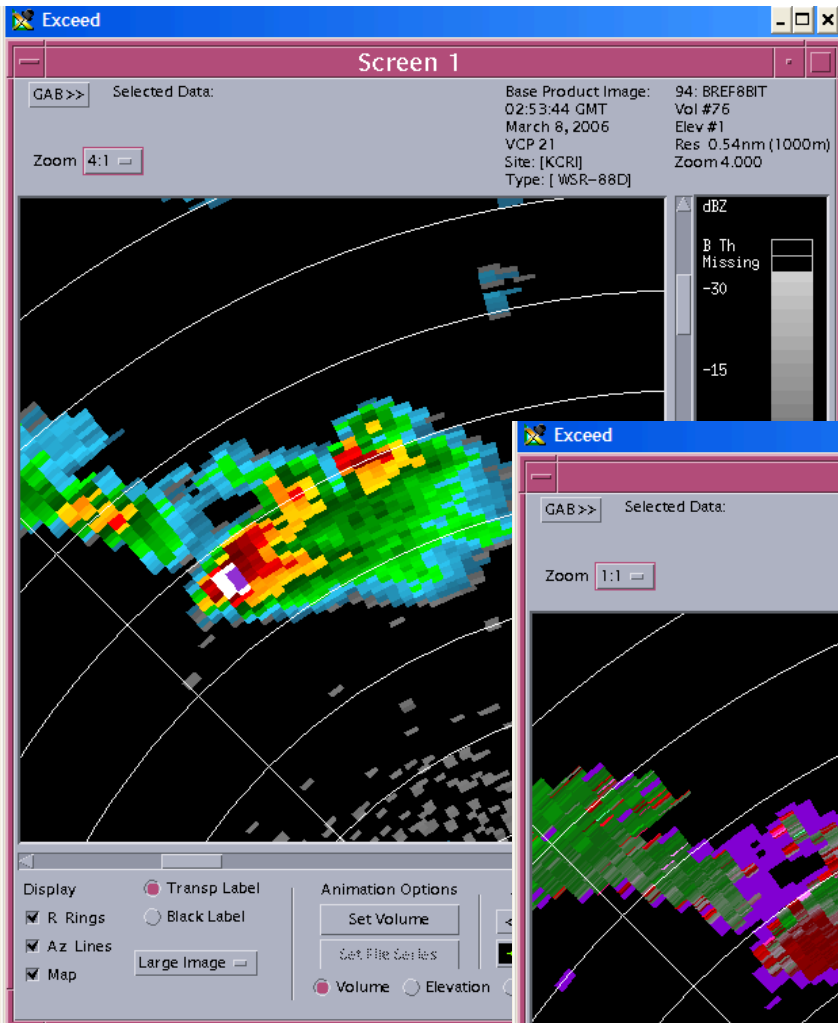 Exceed
Screen 1
GAB>>
Selected Data:
Base Product Image:
02:53:44 GMT
March 8, 2006
VCP 21
Site: [KCRI]
Type: [ WSR-88D]
94: BREF8BIT
Vol #76
Elev #1
Res 0.54nm (1000m)
Zoom 4.000
Zoom 4:1
dBZ
B Th
Missing
-30
-15
Exceed
GAB>>
Selected Data:
Zoom 1:1
Display
R Rings
Az Lines
Map
Transp Label
Black Label
Large Image
Animation Options
Set Volume
Set File Series
Volume
Elevation